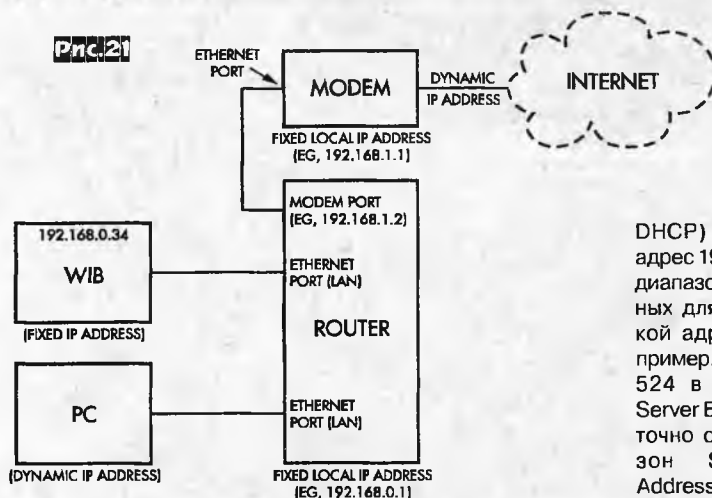 Рис.21
ETHERNET
PORT
MODEM
DYNAMIC
IP ADDRESS
INTERNET
FIXED LOCAL IP ADDRESS
(EG, 192.168.1.1)
MODEM PORT
(EG, 192.168.1.2)
192.168.0.34
WIB
(FIXED IP ADDRESS)
ETHERNET
PORT (LAN)
ROUTER
PC
(DYNAMIC IP ADDRESS)
ETHERNET
PORT (LAN)
FIXED LOCAL IP ADDRESS
(EG, 192.168.0.1)
DHCP)
адрес 19
диапазо
ных для
кой адр
пример.
524 в
Server E
точно с
зон S
Address